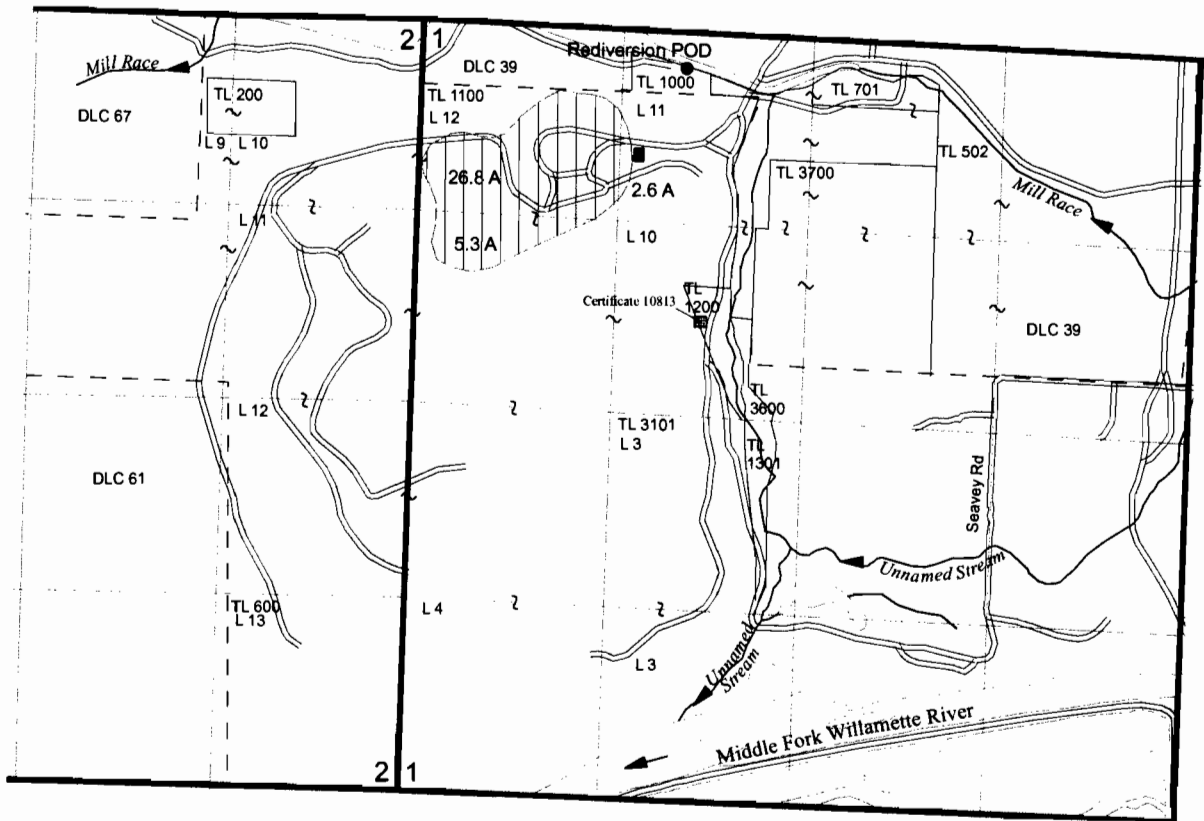 2 1
Rediversion POD
Mill Race
DLC 39
TL 1000
TL 701
TL 200
TL 1100
L 12
L 11
DLC 67
L 9 L 10
TL 502
26.8 A
2.6 A
TL 3700
Mill Race
L 11
L 10
5.3 A
TL
1200
Certificate 10813
DLC 39
L 12
TL 3101
L 3
TL
3600
TL
1301
DLC 61
Seavey Rd
Unnamed Stream
TL 600
L 13
L 4
L 3
Unnamed
Stream
Middle Fork Willamette River
2 1